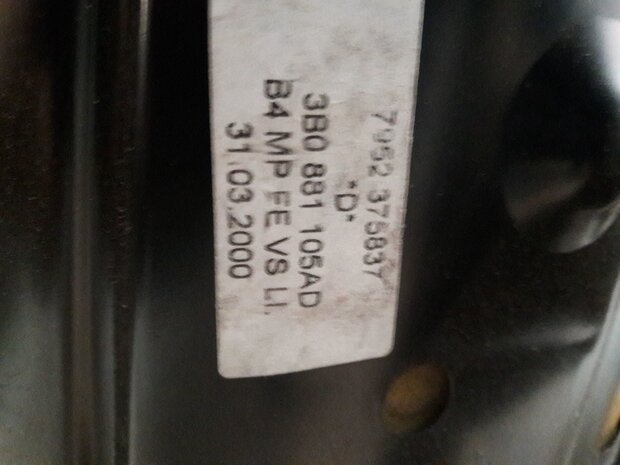 7952 375837
"D"
3B0 881 105AD
B4 MP FE VS LI.
31.03.2000